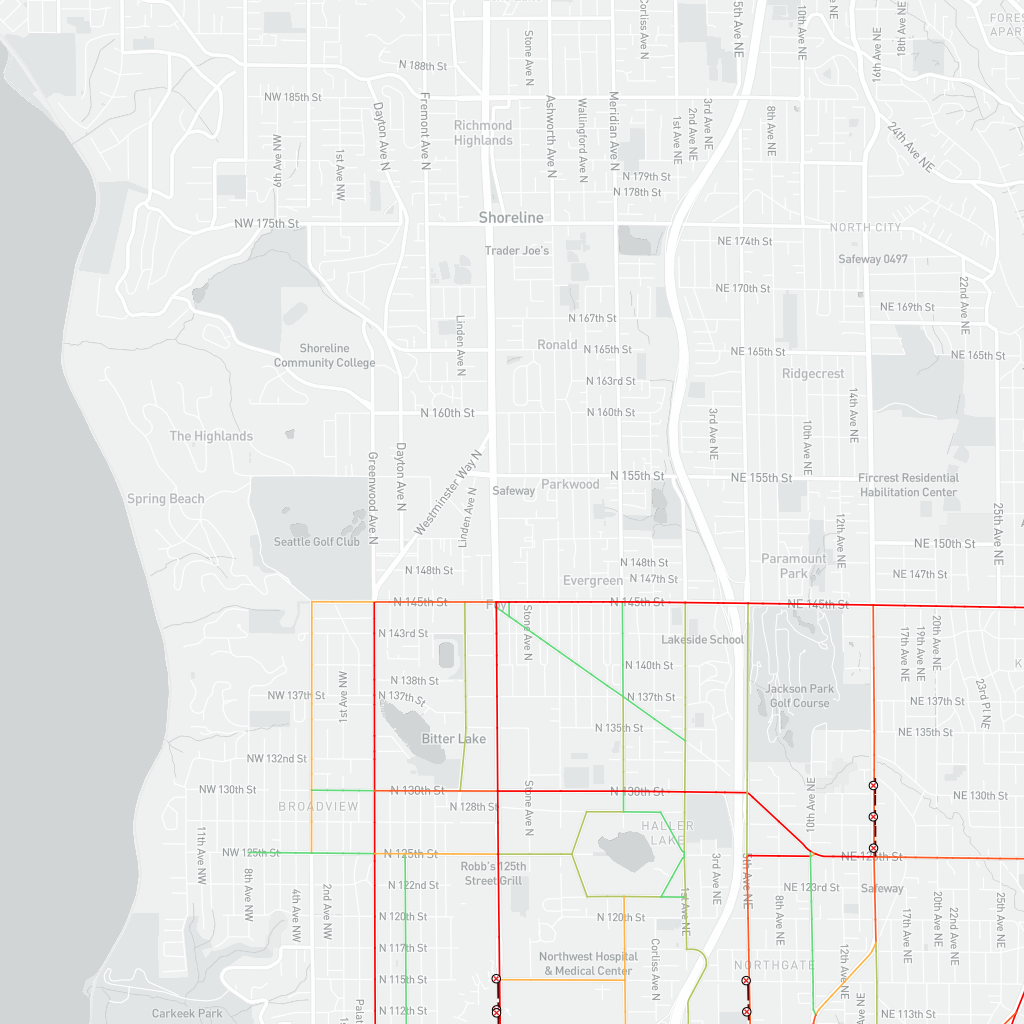 Stone Ave N
Corliss Ave N
5th Ave NE
10th Ave NE
16th Ave NE
18th Ave NE
N 188th St
NW 185th St
Dayton Ave N
Fremont Ave N
Richmond
Highlands
Ashworth Ave N
Wallingford Ave N
Meridian Ave N
1st Ave NE
2nd Ave NE
3rd Ave NE
8th Ave NE
24th Ave NE
6th Ave NW
1st Ave NW
N 179th St
N 178th St
NW 175th St
Shoreline
Trader Joe's
NE 174th St
NORTH CITY
Safeway 0497
NE 170th St
22nd Ave NE
NE 169th St
N 167th St
Linden Ave N
Shoreline
Community College
Ronald
N 165th St
NE 165th St
NE 165th St
Ridgecrest
N 163rd St
N 160th St
N 160th St
14th Ave NE
3rd Ave NE
10th Ave NE
The Highlands
Greenwood Ave N
Dayton Ave N
Westminster Way N
Linden Ave N
Spring Beach
Safeway
Parkwood
N 155th St
NE 155th St
Fircrest Residential
Habilitation Center
12th Ave NE
25th Ave NE
Seattle Golf Club
NE 150th St
N 148th St
N 148th St
N 147th St
Evergreen
Paramount
Park
NE 147th St
N 145th St
N 145th St
NE 145th St
Stone Ave N
N 143rd St
Lakeside School
17th Ave NE
19th Ave NE
20th Ave NE
N 140th St
1st Ave NW
N 138th St
N 137th St
NW 137th St
N 137th St
Jackson Park
Golf Course
23rd Pl NE
NE 137th St
N 135th St
NE 135th St
Bitter Lake
NW 132nd St
NW 130th St
N 130th St
N 130th St
NE 130th St
BROADVIEW
N 128th St
Stone Ave N
10th Ave NE
HALLER
LAKE
11th Ave NW
NW 125th St
N 125th St
NE 125th St
Robb's 125th
Street Grill
8th Ave NW
4th Ave NW
2nd Ave NW
N 122nd St
3rd Ave NE
5th Ave NE
NE 123rd St
Safeway
1st Ave NE
8th Ave NE
N 120th St
N 120th St
17th Ave NE
20th Ave NE
22nd Ave NE
25th Ave NE
N 117th St
Corliss Ave N
12th Ave NE
Northwest Hospital
& Medical Center
NORTHGATE
N 115th St
N 112th St
Carkeek Park
NE 113th St